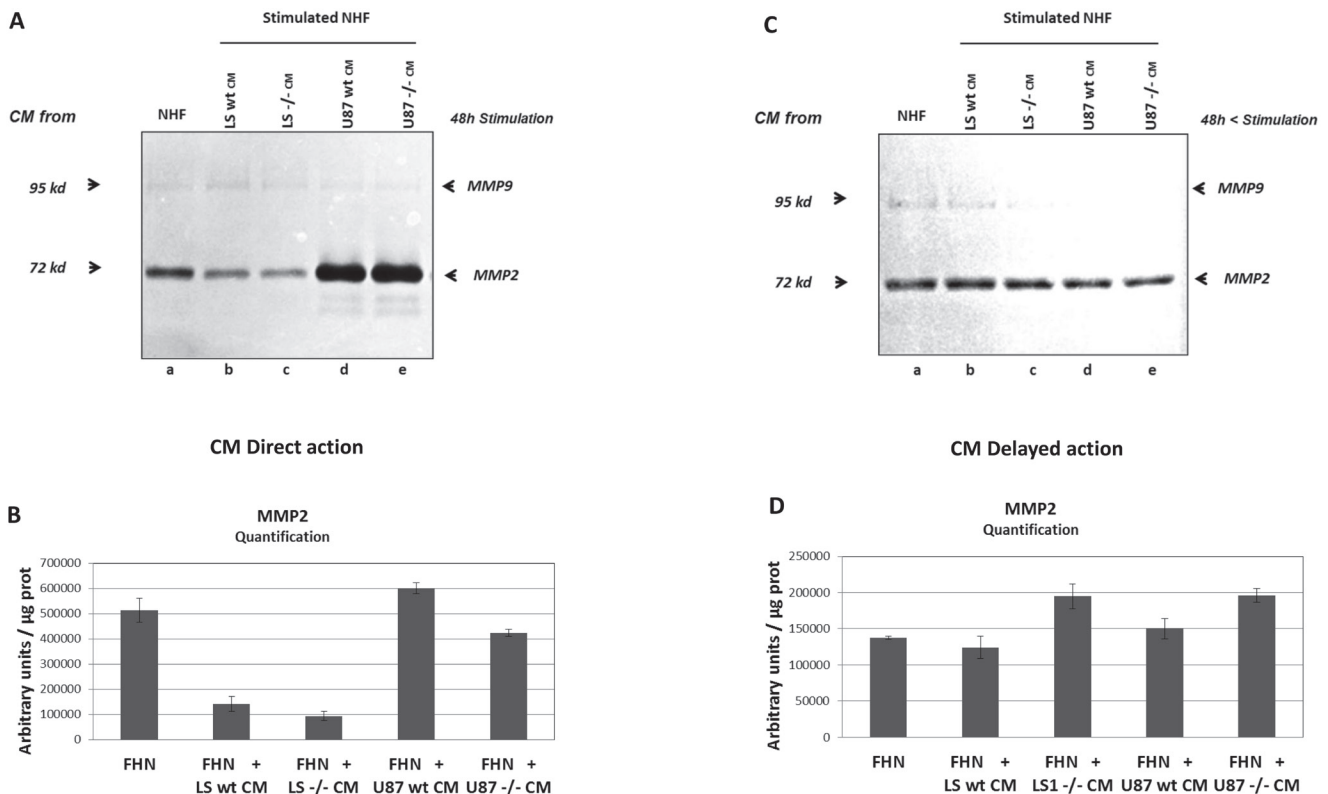 A
Stimulated NHF
CM from
NHF
LS wt CM
LS -/- CM
U87 wt CM
U87 -/- CM
48h Stimulation
95 kd
MMP9
72 kd
MMP2
a b c d e
CM Direct action
C
Stimulated NHF
CM from
NHF
LS wt CM
LS -/- CM
U87 wt CM
U87 -/- CM
48h < Stimulation
95 kd
MMP9
72 kd
MMP2
a b c d e
CM Delayed action
B
MMP2
Quantification
Arbitrary units / µg prot
700000
600000
500000
400000
300000
200000
100000
0
FHN FHN + FHN + FHN + FHN +
LS wt CM LS -/- CM U87 wt CM U87 -/- CM
D
MMP2
Quantification
Arbitrary units / µg prot
250000
200000
150000
100000
50000
0
FHN FHN + FHN + FHN + FHN +
LS wt CM LS1 -/- CM U87 wt CM U87 -/- CM